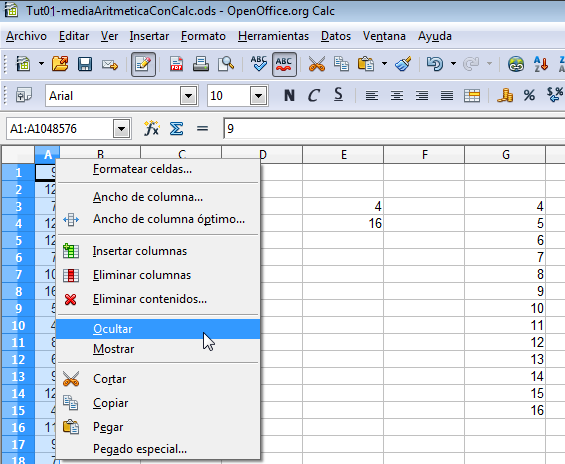 Tut01-mediaAritmeticaConCalc.ods - OpenOffice.org Calc
Archivo Editar Ver Insertar Formato Herramientas Datos Ventana Ayuda
ABC ABC
Arial 10 N C S
A1:A1048576 = 9
A B C D E F G
1 9
2 12
3 7 4 4
4 12 16 5
5 12 6
6 7 7
7 10 8
8 16 9
9 5 10
10 4 11
11 8 12
12 6 13
13 9 14
14 12 15
15 4 16
16 11
17 9
18 7
Formatear celdas...
Ancho de columna...
Ancho de columna óptimo...
Insertar columnas
Eliminar columnas
Eliminar contenidos...
Ocultar
Mostrar
Cortar
Copiar
Pegar
Pegado especial...